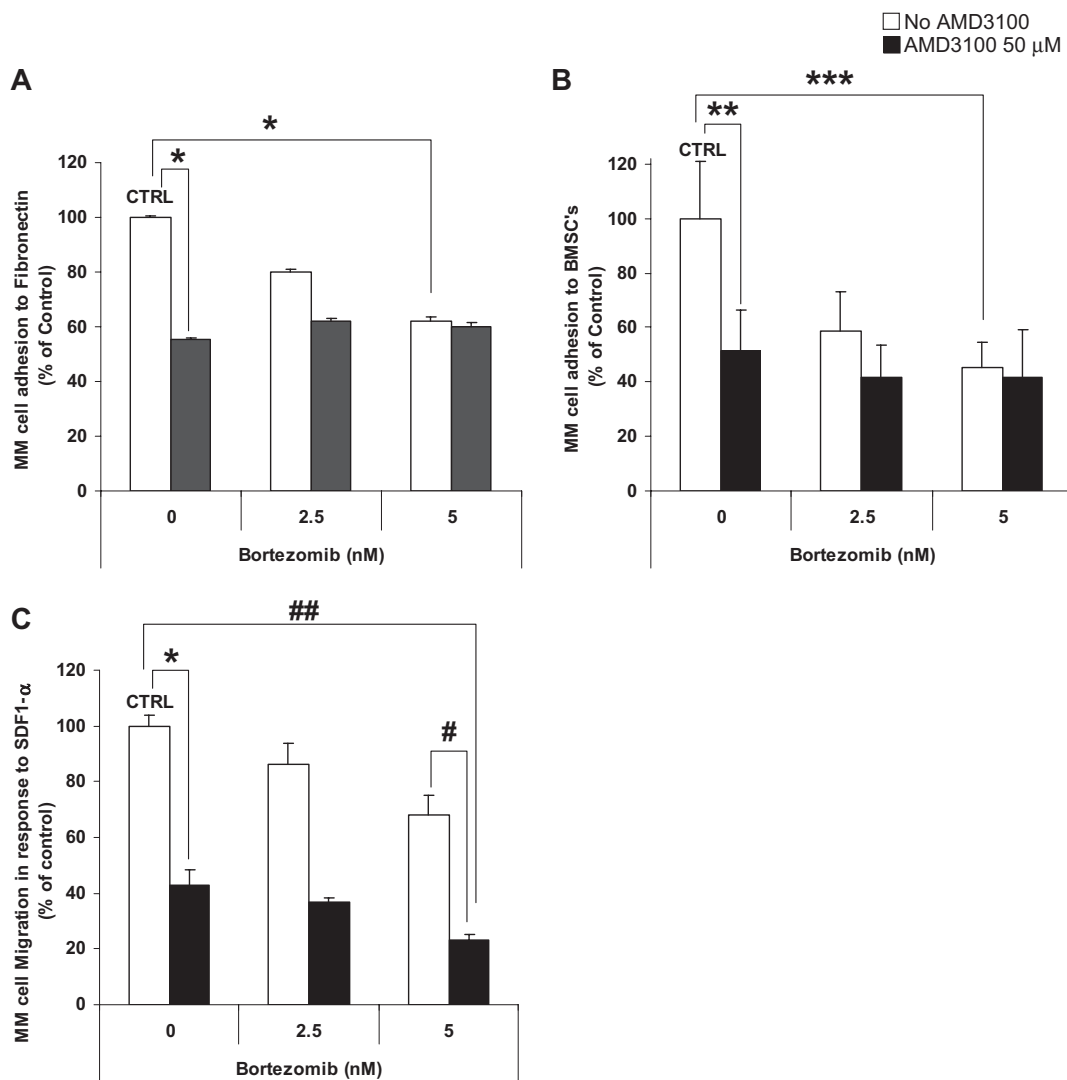 No AMD3100
AMD3100 50 μM
A
*
*
CTRL
120
100
80
60
40
20
0
MM cell adhesion to Fibronectin
(% of Control)
0 2.5 5
Bortezomib (nM)
B
***
**
CTRL
120
100
80
60
40
20
0
MM cell adhesion to BMSC's
(% of Control)
0 2.5 5
Bortezomib (nM)
C
##
*
#
CTRL
120
100
80
60
40
20
0
MM cell Migration in response to SDF1-α
(% of control)
0 2.5 5
Bortezomib (nM)